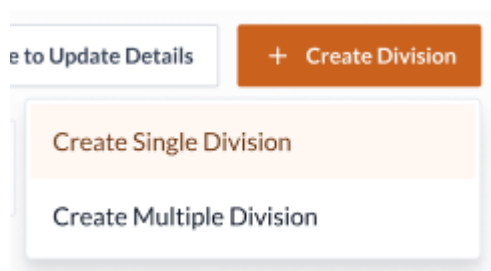 e to Update Details
+ Create Division
Create Single Division
Create Multiple Division